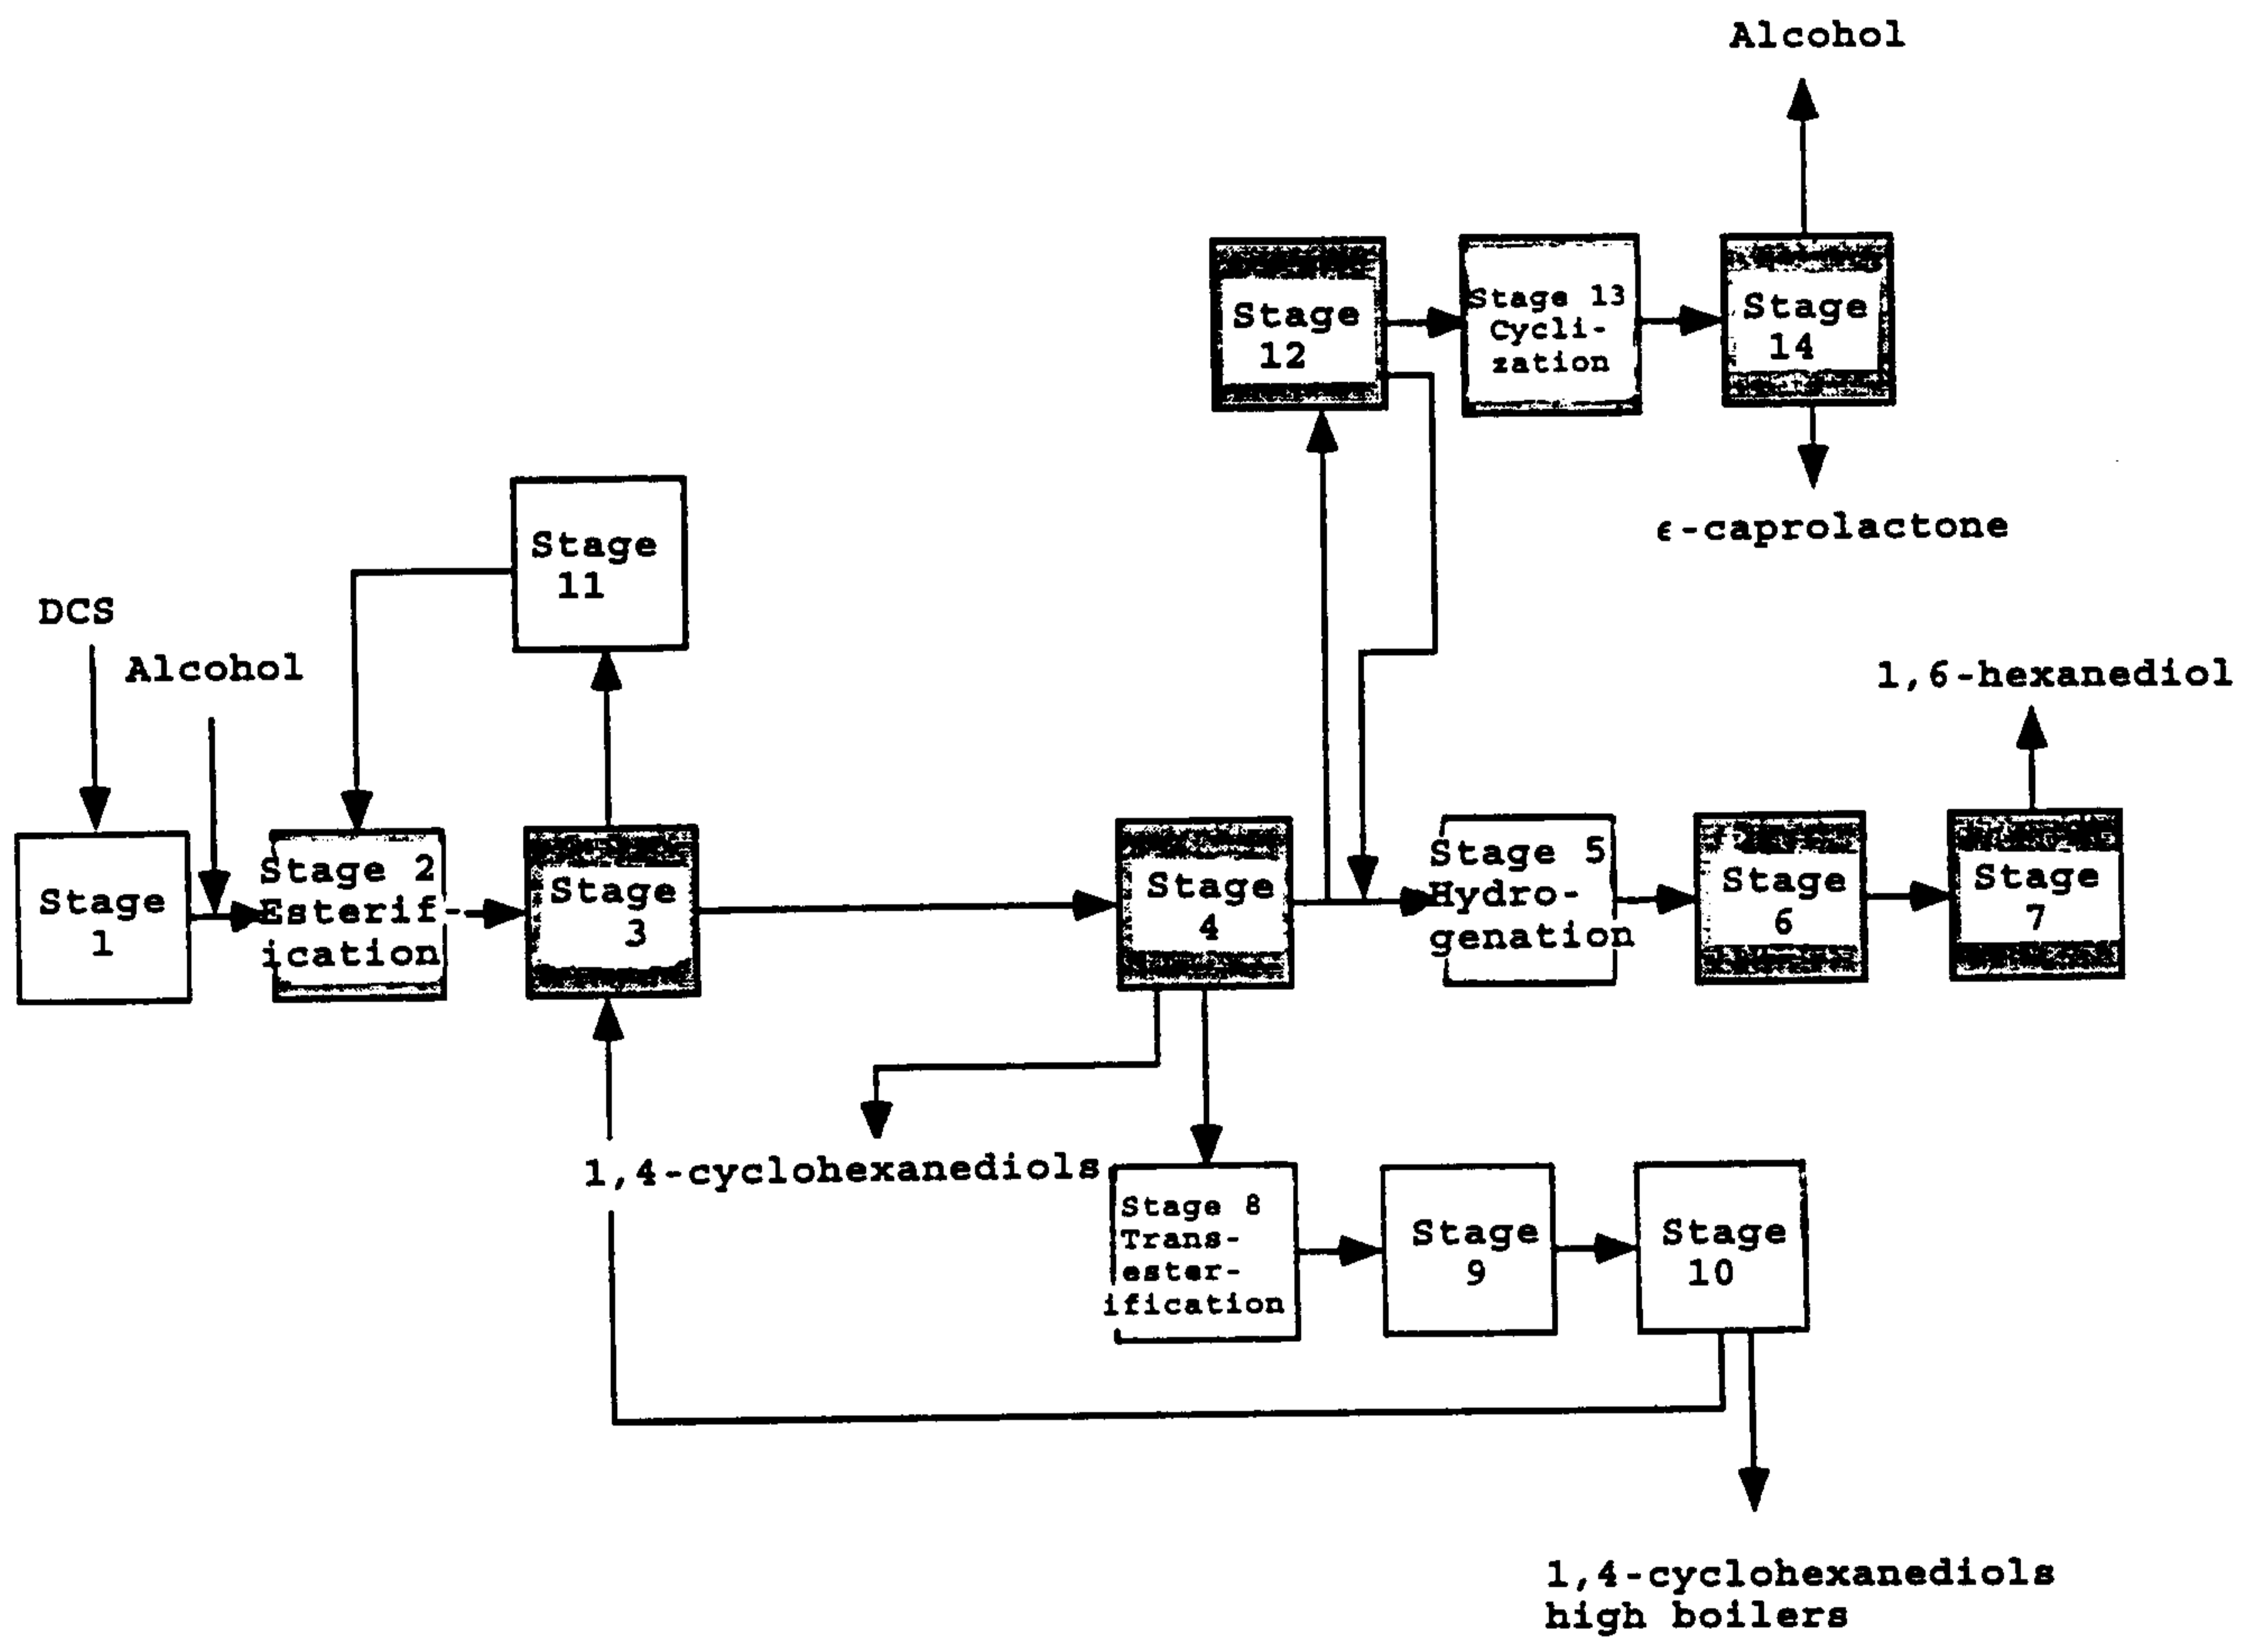 Alcohol
Stage
12
Stage 13
Cycli-
zation
Stage
14
ε-caprolactone
Stage
11
DCS
Alcohol
1,6-hexanediol
Stage
1
Stage 2
Esterif-
ication
Stage
3
Stage
4
Stage 5
Hydro-
genation
Stage
6
Stage
7
1,4-cyclohexanediols
Stage 8
Trans-
ester-
ification
Stage
9
Stage
10
1,4-cyclohexanediols
high boilers